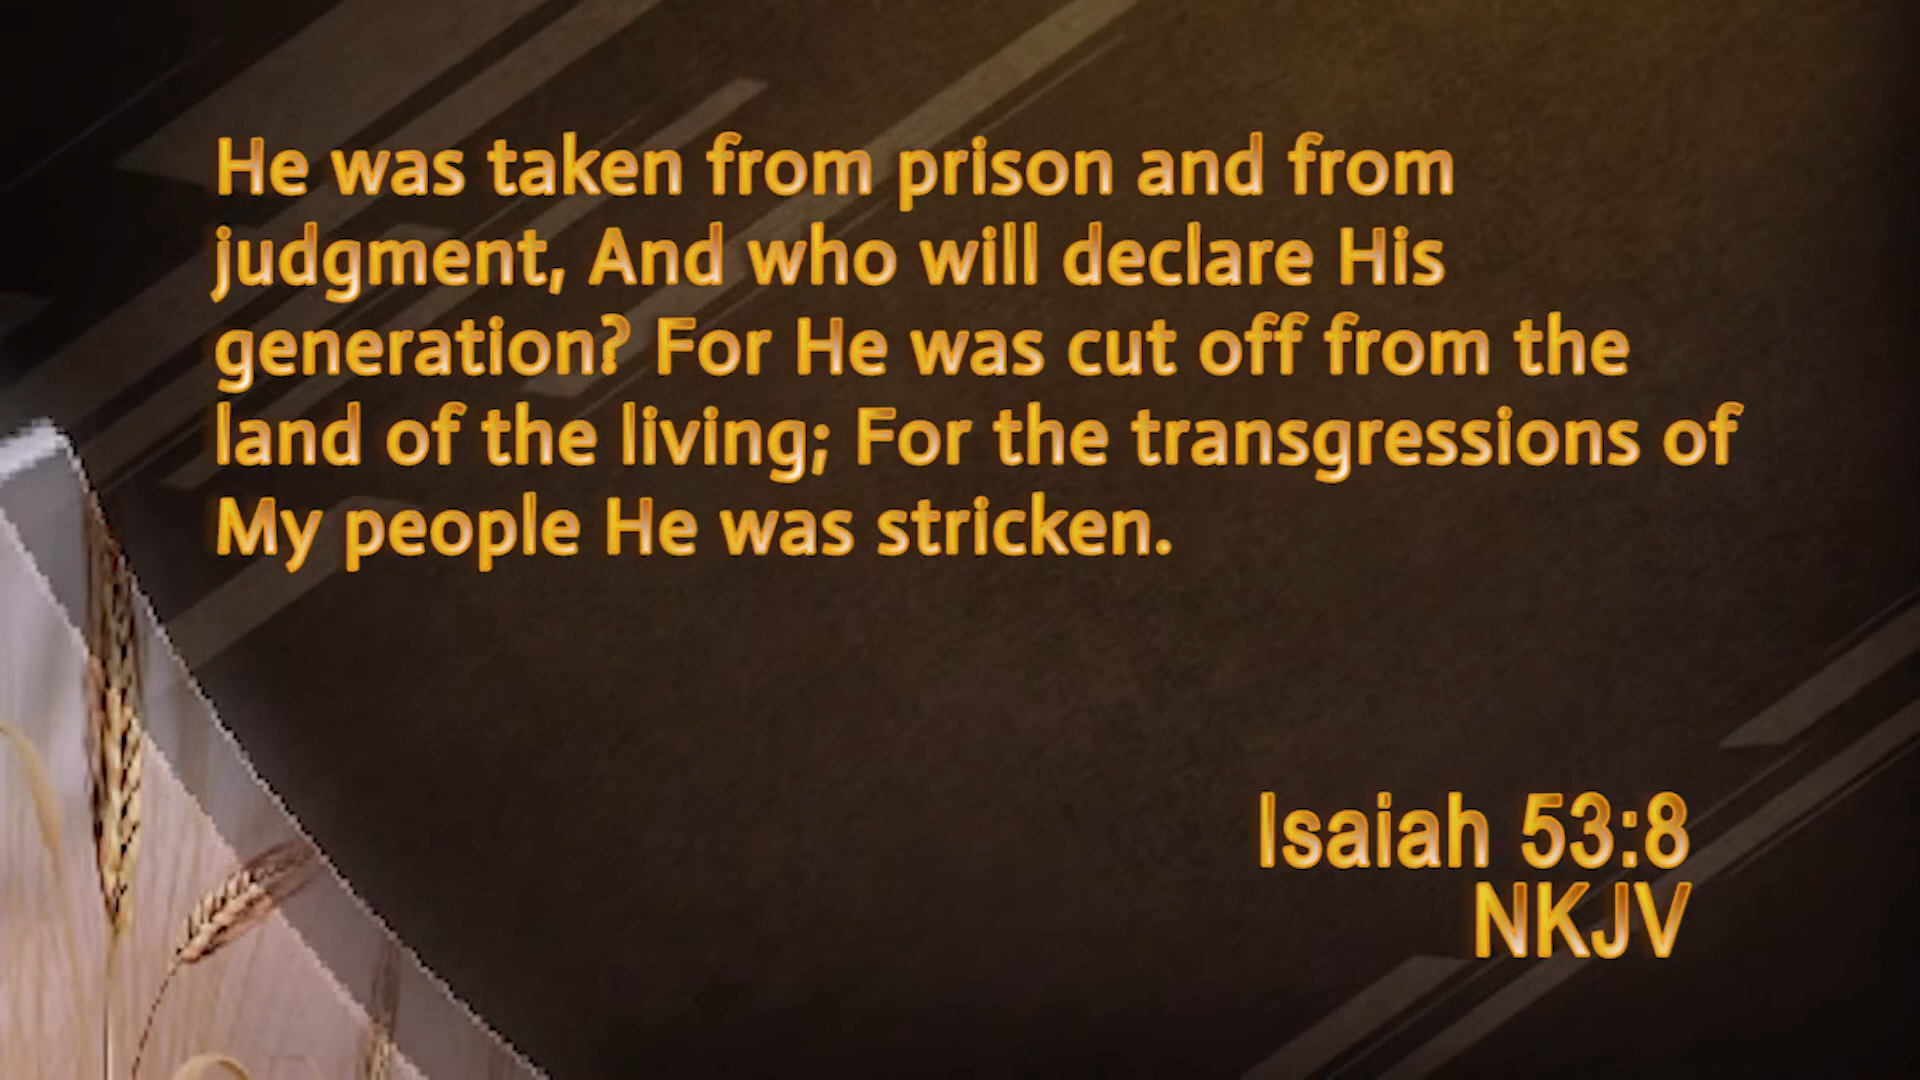 He was taken from prison and from
judgment, And who will declare His
generation? For He was cut off from the
land of the living; For the transgressions of
My people He was stricken.
Isaiah 53:8
NKJV